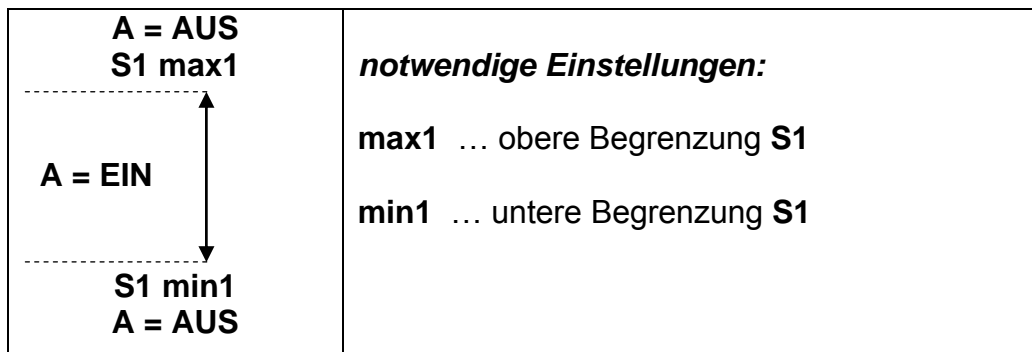 A = AUS
S1 max1
A = EIN
S1 min1
A = AUS
notwendige Einstellungen:
max1 … obere Begrenzung S1
min1 … untere Begrenzung S1